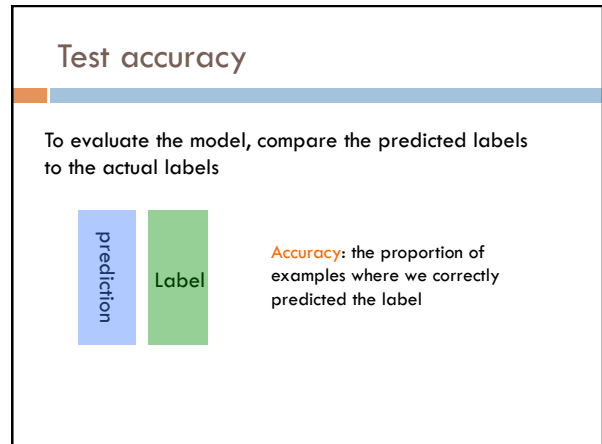 Test accuracy
To evaluate the model, compare the predicted labels
to the actual labels
prediction
Label
Accuracy: the proportion of
examples where we correctly
predicted the label